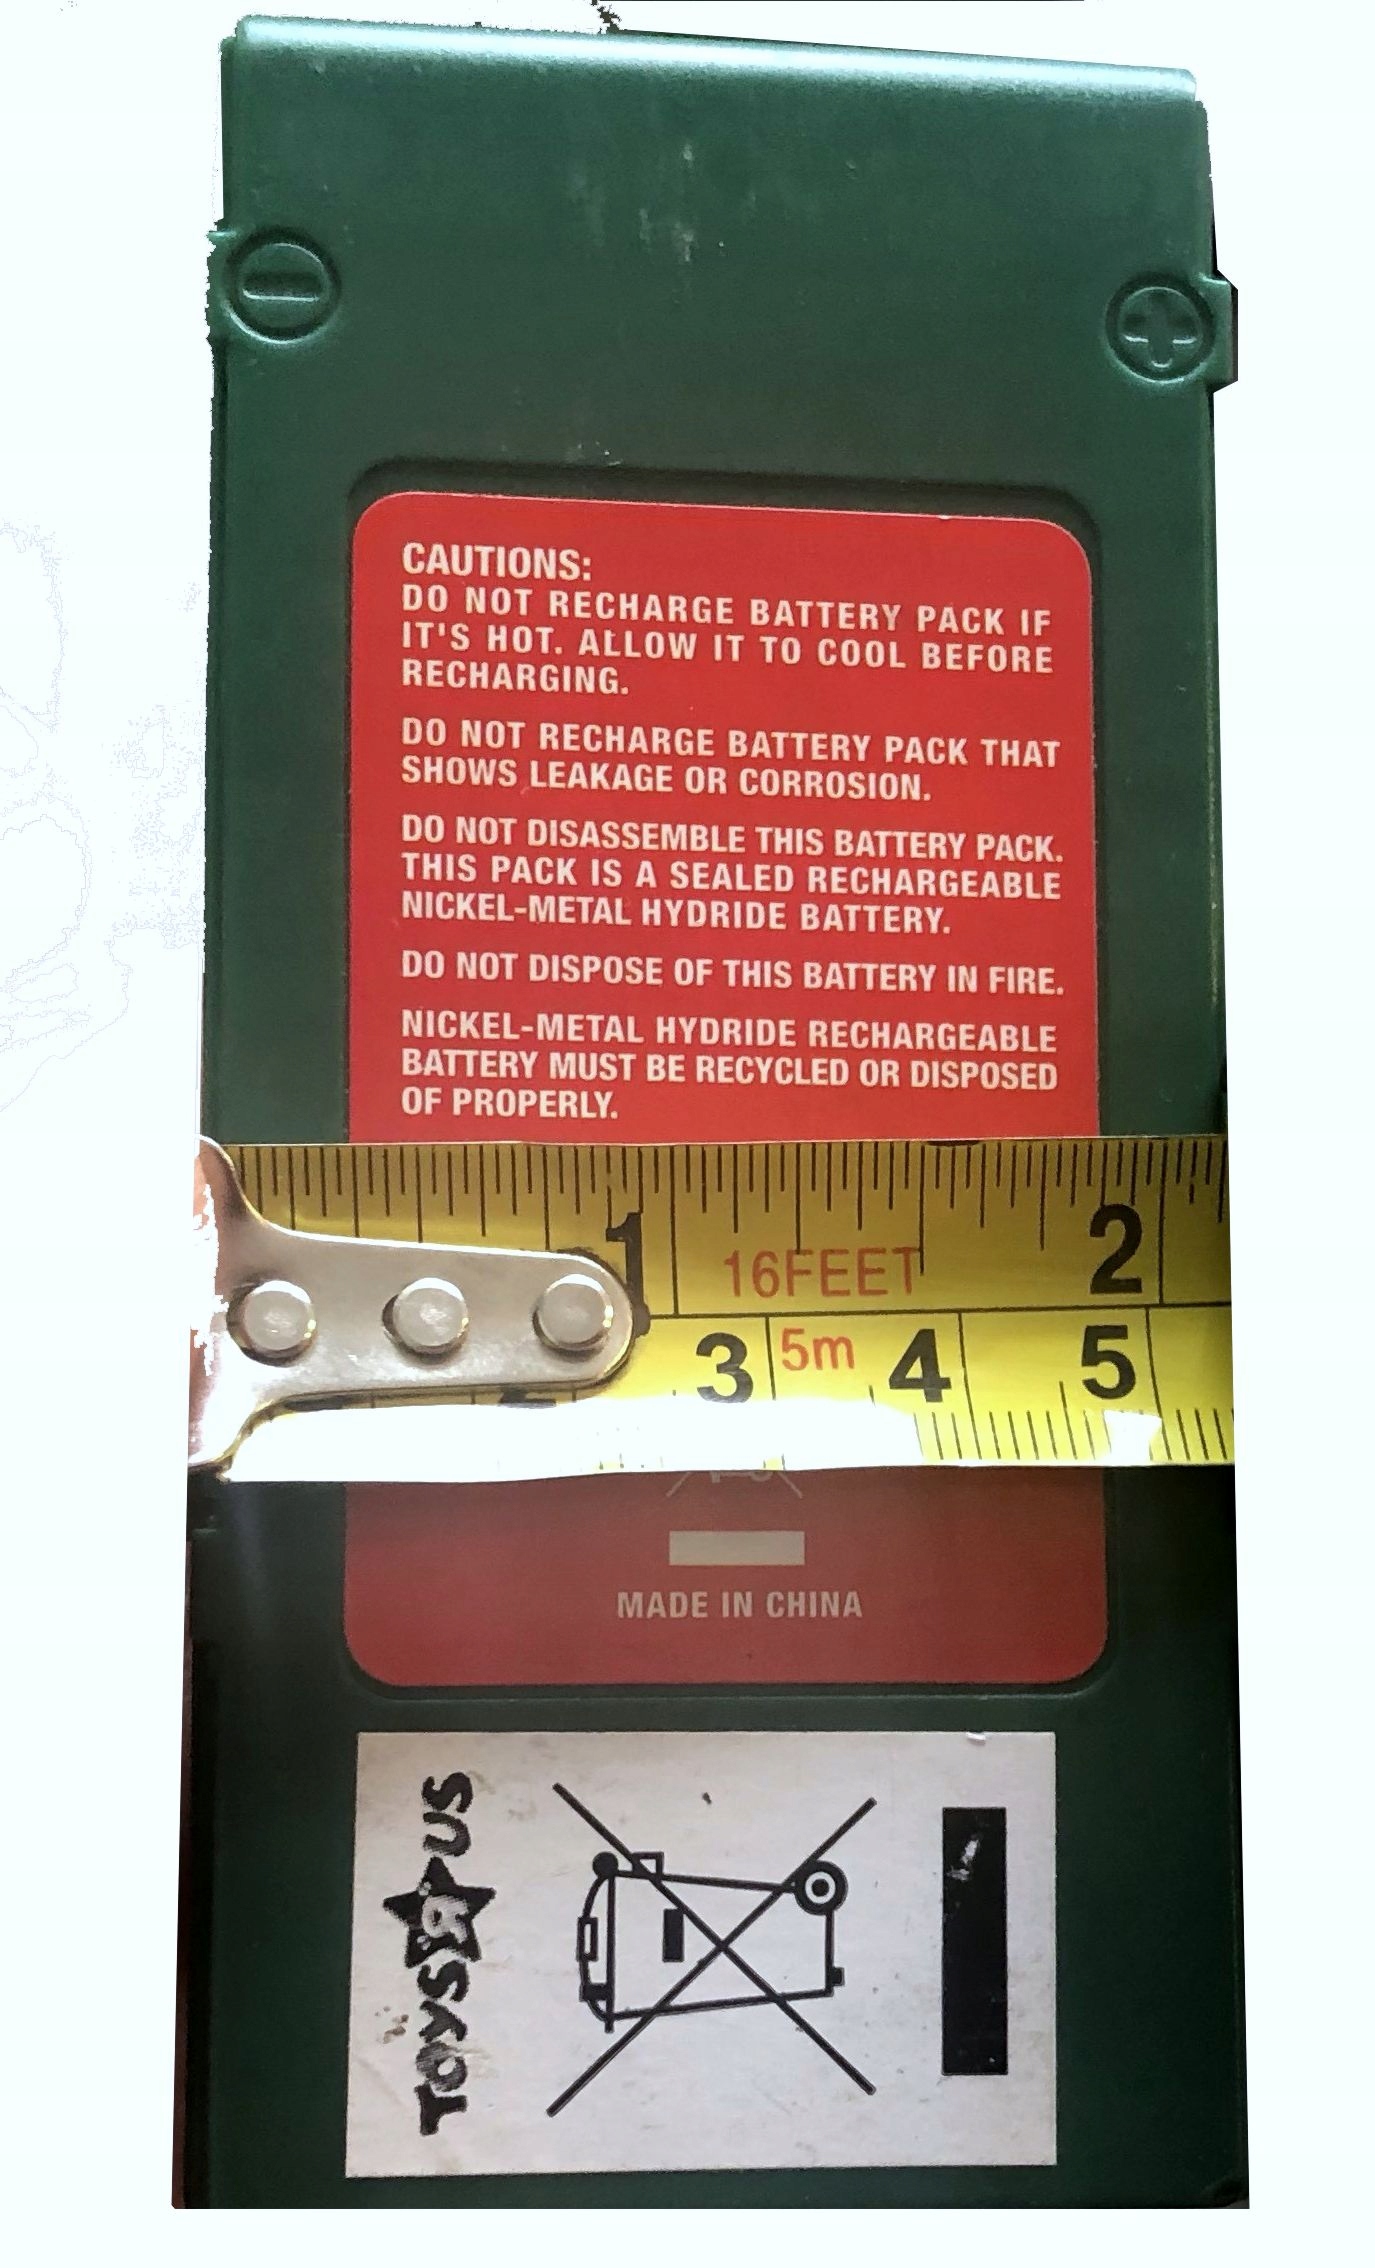 CAUTIONS:
DO NOT RECHARGE BATTERY PACK IF
IT'S HOT. ALLOW IT TO COOL BEFORE
RECHARGING.
DO NOT RECHARGE BATTERY PACK THAT
SHOWS LEAKAGE OR CORROSION.
DO NOT DISASSEMBLE THIS BATTERY PACK.
THIS PACK IS A SEALED RECHARGEABLE
NICKEL-METAL HYDRIDE BATTERY.
DO NOT DISPOSE OF THIS BATTERY IN FIRE.
NICKEL-METAL HYDRIDE RECHARGEABLE
BATTERY MUST BE RECYCLED OR DISPOSED
OF PROPERLY.
1 16FEET 2
3 5m 4 5
MADE IN CHINA
TOYS R US